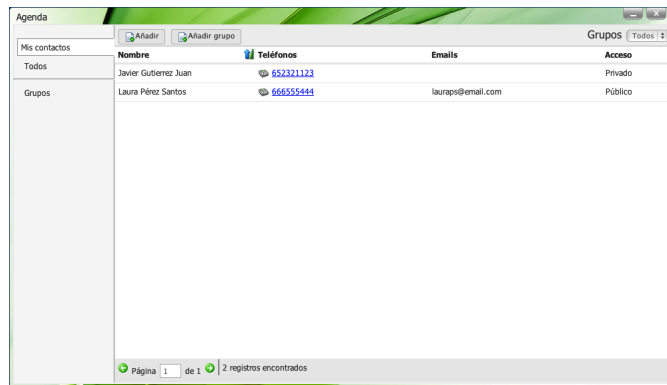 Agenda
Mis contactos
Todos
Grupos
Añadir Añadir grupo Grupos Todos
Nombre Teléfonos Emails Acceso
Javier Gutierrez Juan 652321123 Privado
Laura Pérez Santos 666555444 lauraps@email.com Público
Página 1 de 1 2 registros encontrados